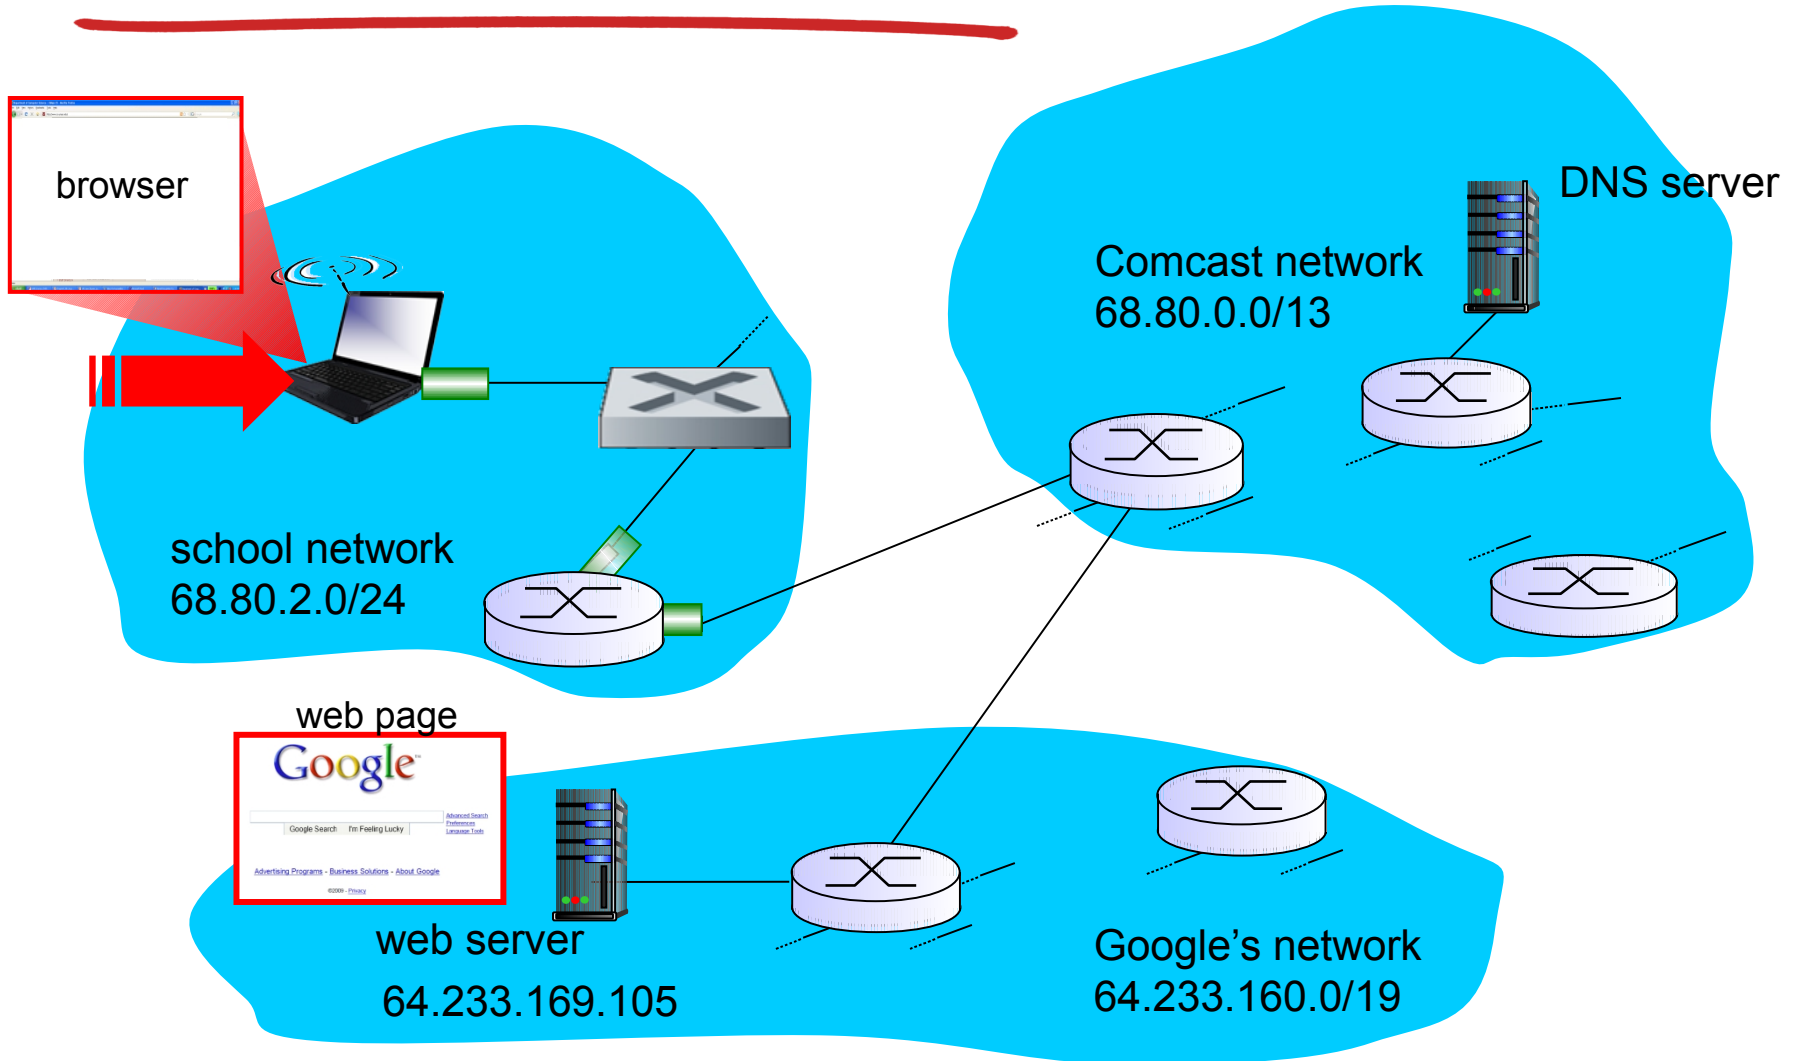 browser
DNS server
Comcast network
68.80.0.0/13
school network
68.80.2.0/24
web page
Google
Advanced Search
Preferences
Language Tools
Google Search I'm Feeling Lucky
Advertising Programs - Business Solutions - About Google
©2009 - Privacy
web server
64.233.169.105
Google’s network
64.233.160.0/19